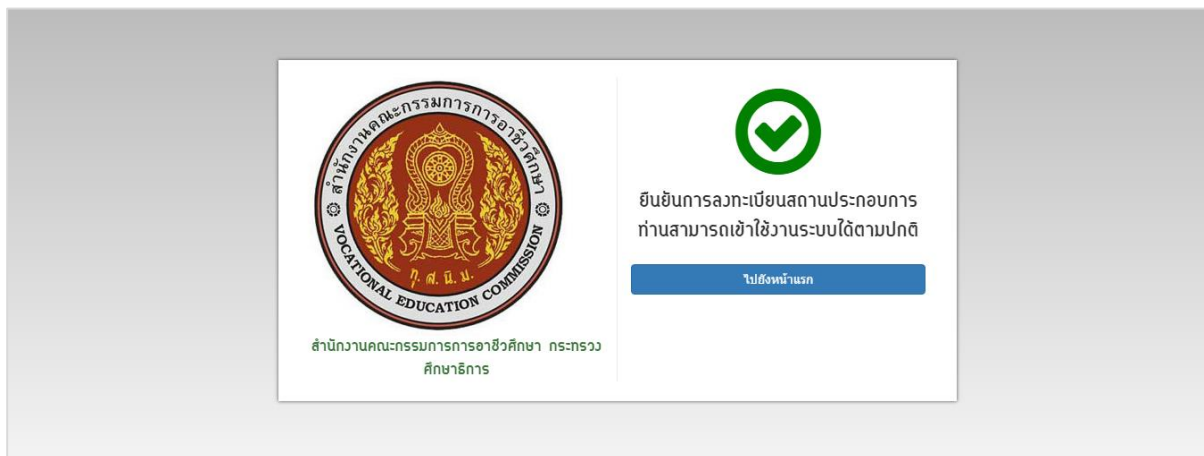 สำนักงานคณะกรรมการการอาชีวศึกษา
ทุ. ส. นิ. ม.
VOCATIONAL EDUCATION COMMISSION
สำนักงานคณะกรรมการการอาชีวศึกษา กระทรวง
ศึกษาธิการ
ยืนยันการลงทะเบียนสถานประกอบการ
ท่านสามารถเข้าใช้งานระบบได้ตามปกติ
ไปยังหน้าแรก